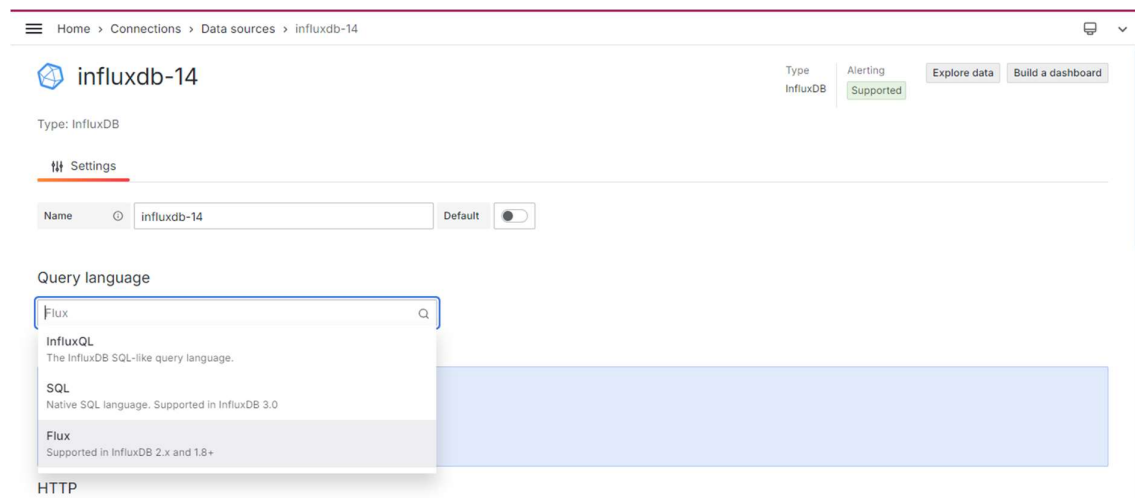 Home › Connections › Data sources › influxdb-14
influxdb-14
Type
InfluxDB
Alerting
Supported
Explore data
Build a dashboard
Type: InfluxDB
Settings
Name
influxdb-14
Default
Query language
Flux
InfluxQL
The InfluxDB SQL-like query language.
SQL
Native SQL language. Supported in InfluxDB 3.0
Flux
Supported in InfluxDB 2.x and 1.8+
HTTP